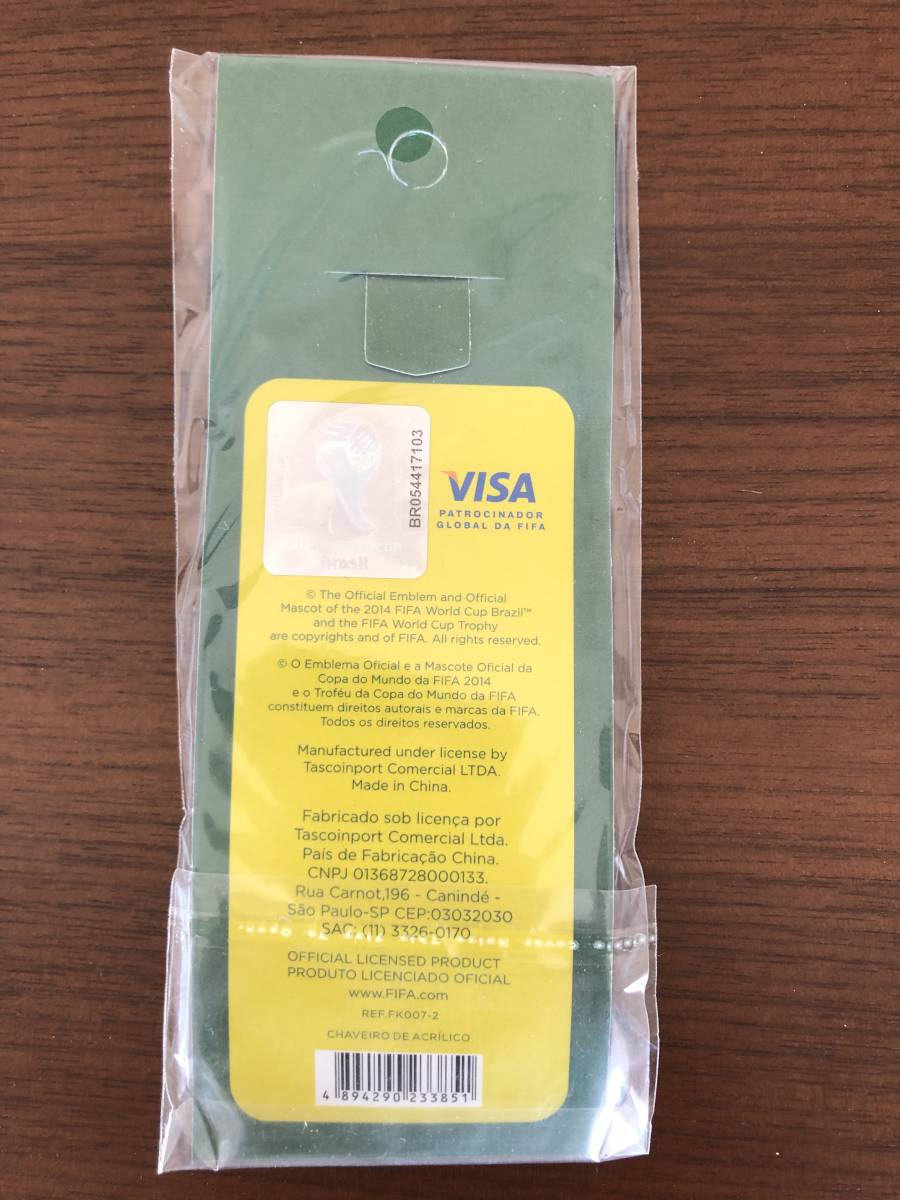 BR054417103
VISA
PATROCINADOR
GLOBAL DA FIFA
BRASIL
© The Official Emblem and Official
Mascot of the 2014 FIFA World Cup Brazil™
and the FIFA World Cup Trophy
are copyrights and of FIFA. All rights reserved.
© O Emblema Oficial e a Mascote Oficial da
Copa do Mundo da FIFA 2014
e o Troféu da Copa do Mundo da FIFA
constituem direitos autorais e marcas da FIFA.
Todos os direitos reservados.
Manufactured under license by
Tascoinport Comercial LTDA.
Made in China.
Fabricado sob licença por
Tascoinport Comercial Ltda.
País de Fabricação China.
CNPJ 01368728000133.
Rua Carnot,196 - Canindé -
São Paulo-SP CEP:03032030
SAC: (11) 3326-0170
OFFICIAL LICENSED PRODUCT
PRODUTO LICENCIADO OFICIAL
www.FIFA.com
REF.FK007-2
CHAVEIRO DE ACRÍLICO
4 894290 233851